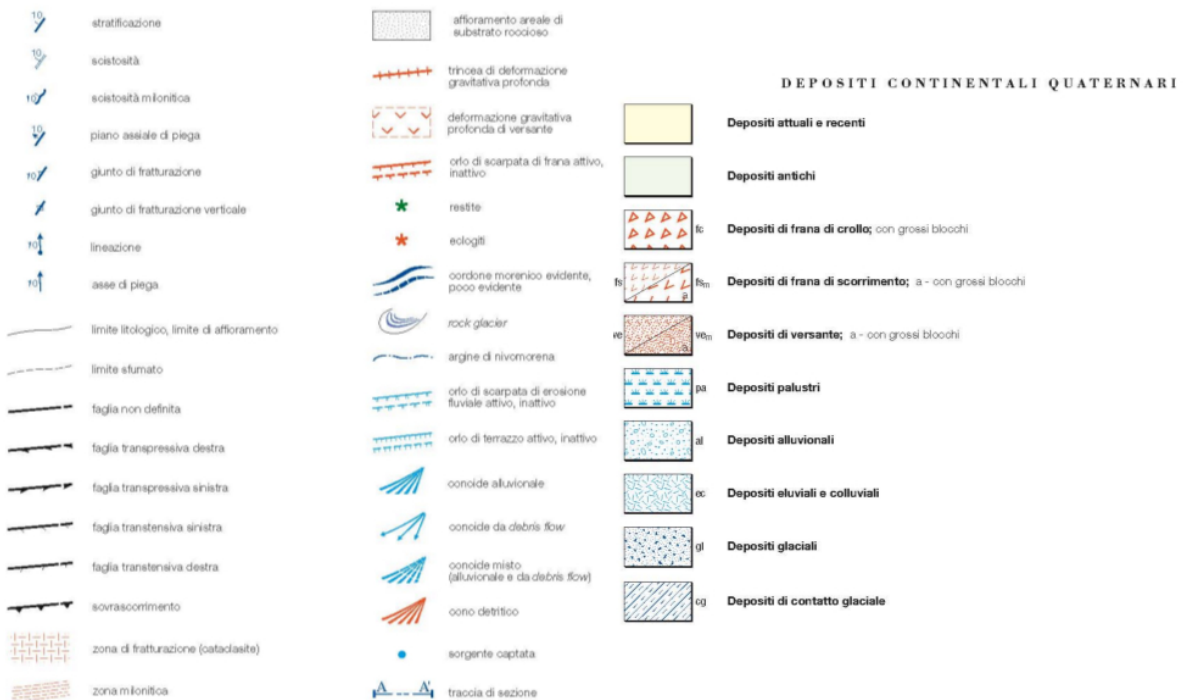 10
stratificazione
10
scistosità
10
scistosità milonitica
10
piano assiale di piega
10
giunto di fratturazione
giunto di fratturazione verticale
10
lineazione
10
asse di piega
limite litologico, limite di affioramento
limite sfumato
faglia non definita
faglia transpressiva destra
faglia transpressiva sinistra
faglia transtensiva sinistra
faglia transtensiva destra
sovrascorrimento
zona di fratturazione (cataclasite)
zona milonitica
affioramento areale di
substrato roccioso
trincea di deformazione
gravitativa profonda
deformazione gravitativa
profonda di versante
orlo di scarpata di frana attivo,
inattivo
restite
eclogiti
cordone morenico evidente,
poco evidente
rock glacier
argine di nivomorena
orlo di scarpata di erosione
fluviale attivo, inattivo
orlo di terrazzo attivo, inattivo
conoide alluvionale
conoide da debris flow
conoide misto
(alluvionale e da debris flow)
cono detritico
sorgente captata
A A' traccia di sezione
DEPOSITI CONTINENTALI QUATERNARI
Depositi attuali e recenti
Depositi antichi
fc Depositi di frana di crollo; con grossi blocchi
fs a fsm Depositi di frana di scorrimento; a - con grossi blocchi
ve a vem Depositi di versante; a - con grossi blocchi
pa Depositi palustri
al Depositi alluvionali
ec Depositi eluviali e colluviali
gl Depositi glaciali
cg Depositi di contatto glaciale